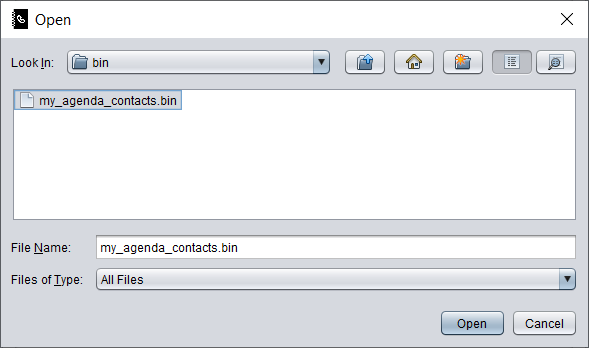 Open
Look In: bin
my_agenda_contacts.bin
File Name: my_agenda_contacts.bin
Files of Type: All Files
Open Cancel